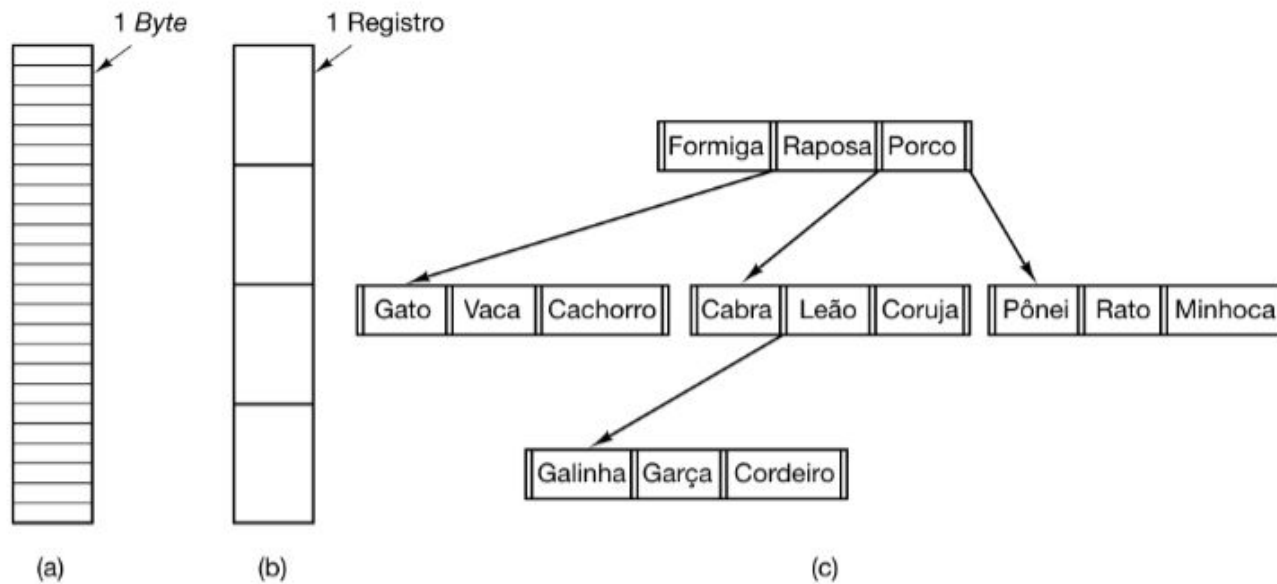 1 Byte
1 Registro
Formiga Raposa Porco
Gato Vaca Cachorro
Cabra Leão Coruja
Pônei Rato Minhoca
Galinha Garça Cordeiro
(a)
(b)
(c)